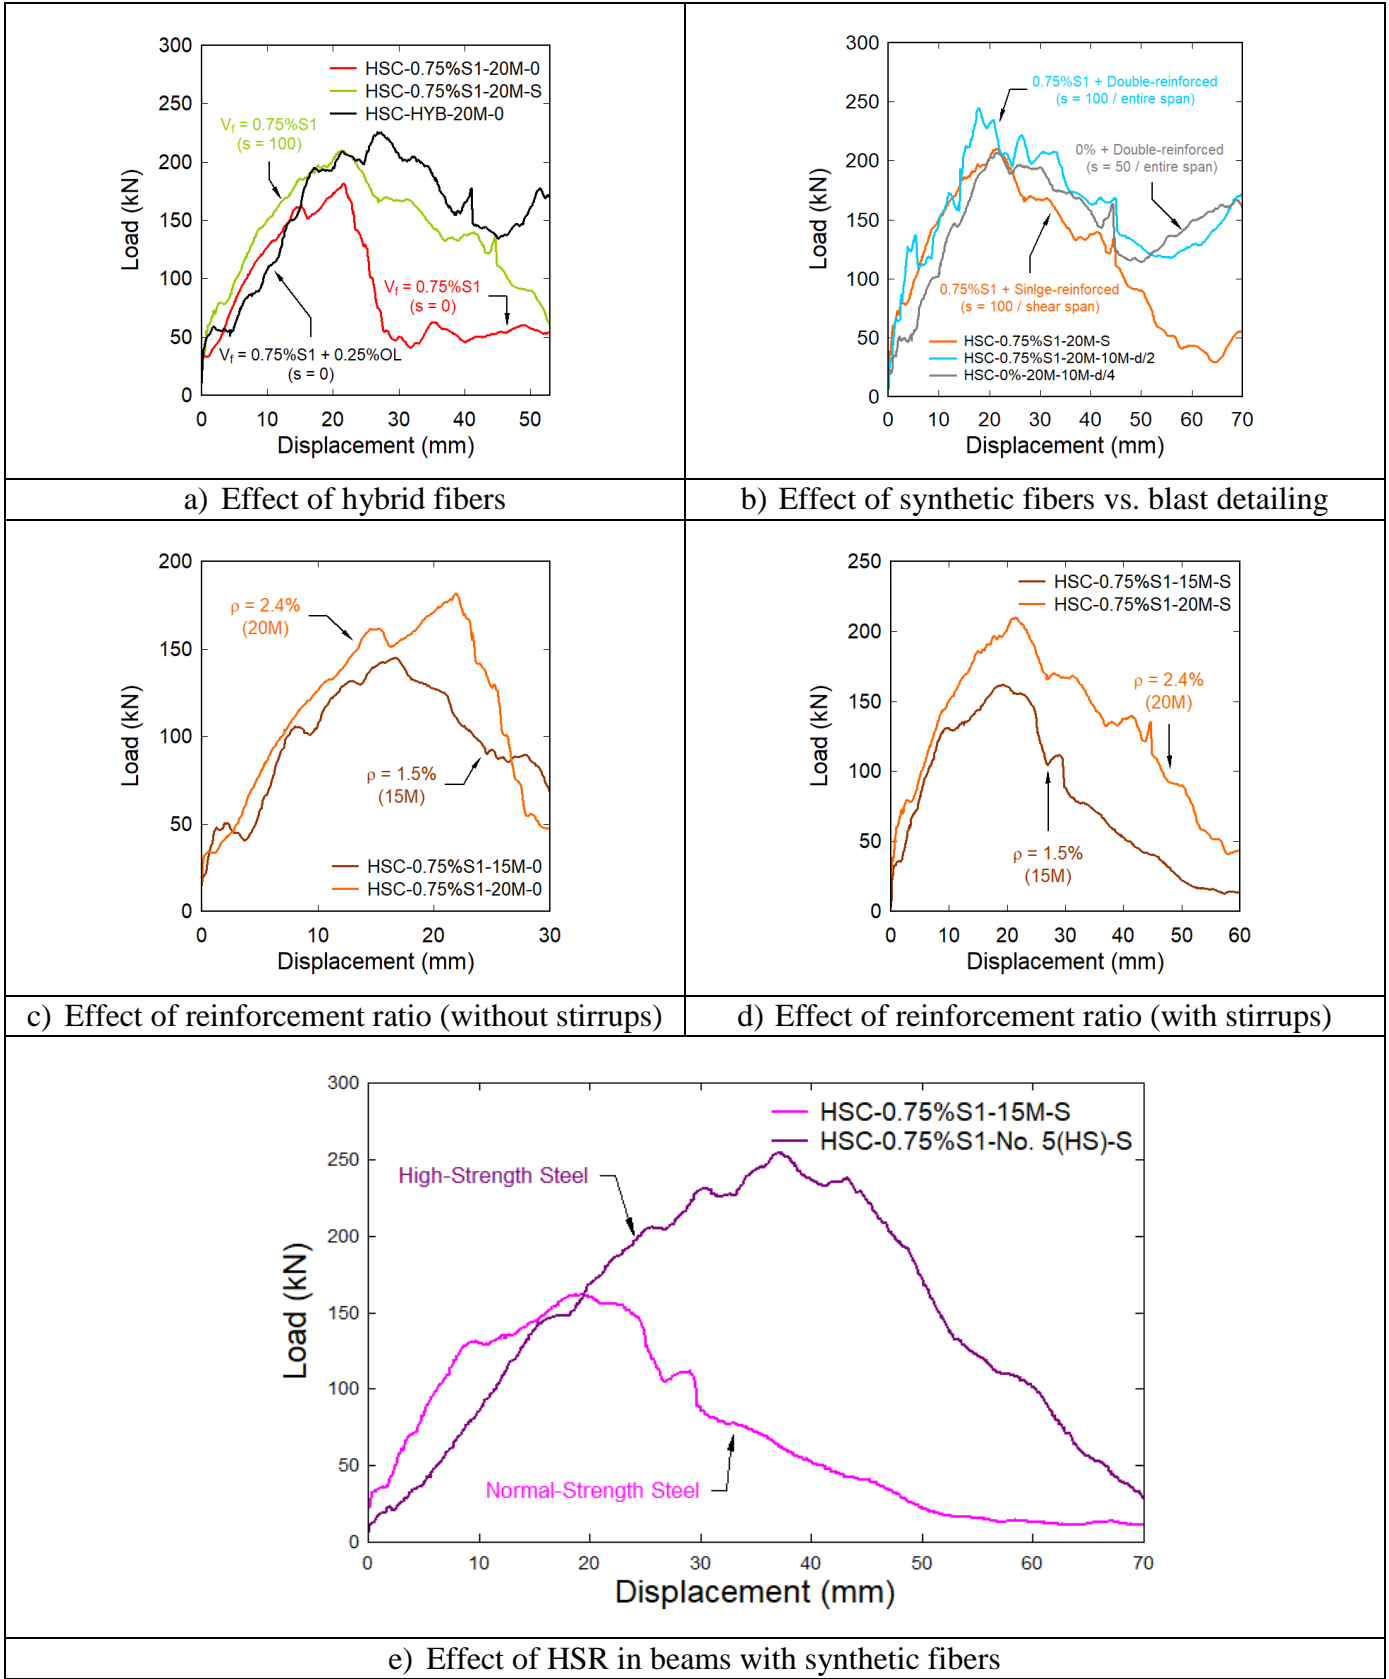 300
250
200
150
100
50
0
Load (kN)
HSC-0.75%S1-20M-0
HSC-0.75%S1-20M-S
HSC-HYB-20M-0
Vf = 0.75%S1
(s = 100)
Vf = 0.75%S1
(s = 0)
Vf = 0.75%S1 + 0.25%OL
(s = 0)
0 10 20 30 40 50
Displacement (mm)
a) Effect of hybrid fibers
300
250
200
150
100
50
0
Load (kN)
0.75%S1 + Double-reinforced
(s = 100 / entire span)
0% + Double-reinforced
(s = 50 / entire span)
0.75%S1 + Sinlge-reinforced
(s = 100 / shear span)
HSC-0.75%S1-20M-S
HSC-0.75%S1-20M-10M-d/2
HSC-0%-20M-10M-d/4
0 10 20 30 40 50 60 70
Displacement (mm)
b) Effect of synthetic fibers vs. blast detailing
200
150
100
50
0
Load (kN)
ρ = 2.4%
(20M)
ρ = 1.5%
(15M)
HSC-0.75%S1-15M-0
HSC-0.75%S1-20M-0
0 10 20 30
Displacement (mm)
c) Effect of reinforcement ratio (without stirrups)
250
200
150
100
50
0
Load (kN)
HSC-0.75%S1-15M-S
HSC-0.75%S1-20M-S
ρ = 2.4%
(20M)
ρ = 1.5%
(15M)
0 10 20 30 40 50 60
Displacement (mm)
d) Effect of reinforcement ratio (with stirrups)
300
250
200
150
100
50
0
Load (kN)
HSC-0.75%S1-15M-S
HSC-0.75%S1-No. 5(HS)-S
High-Strength Steel
Normal-Strength Steel
0 10 20 30 40 50 60 70
Displacement (mm)
e) Effect of HSR in beams with synthetic fibers